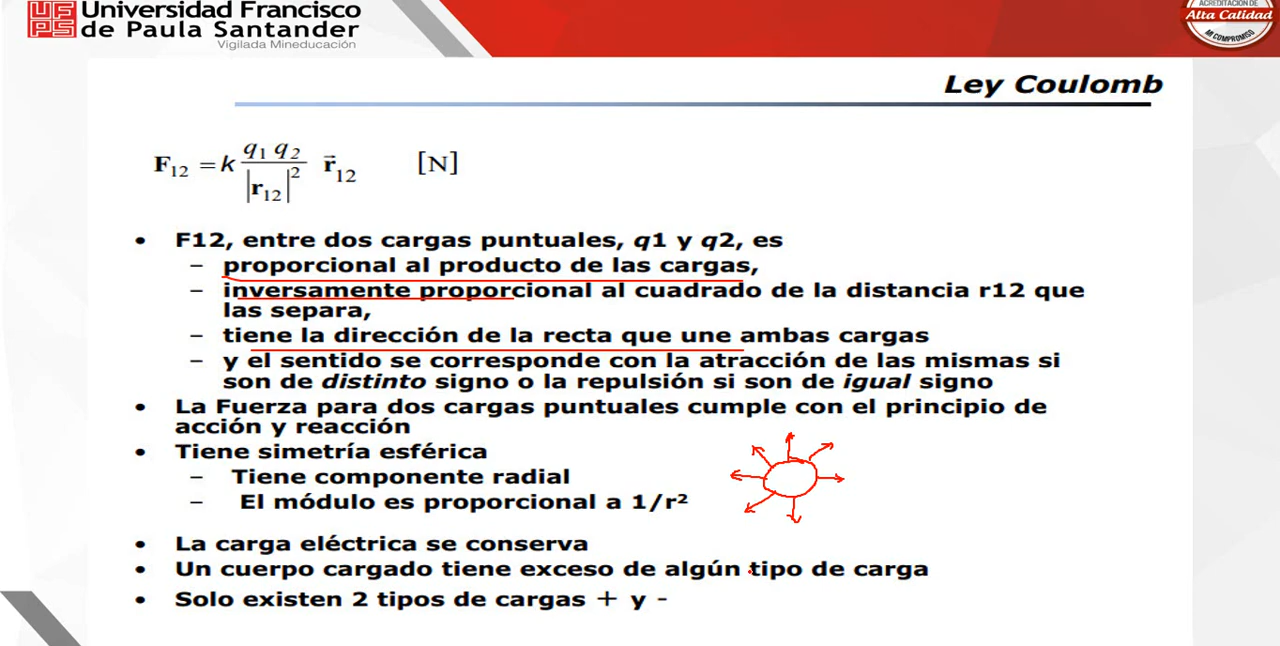 Universidad Francisco
de Paula Santander
Vigilada Mineducación
ACREDITACIÓN DE
Alta Calidad
MI COMPROMISO
Ley Coulomb
F₁₂ = k q₁ q₂ / |r₁₂|² r⃗₁₂ [N]
• F12, entre dos cargas puntuales, q1 y q2, es
– proporcional al producto de las cargas,
– inversamente proporcional al cuadrado de la distancia r12 que
las separa,
– tiene la dirección de la recta que une ambas cargas
– y el sentido se corresponde con la atracción de las mismas si
son de distinto signo o la repulsión si son de igual signo
• La Fuerza para dos cargas puntuales cumple con el principio de
acción y reacción
• Tiene simetría esférica
– Tiene componente radial
– El módulo es proporcional a 1/r²
• La carga eléctrica se conserva
• Un cuerpo cargado tiene exceso de algún tipo de carga
• Solo existen 2 tipos de cargas + y -